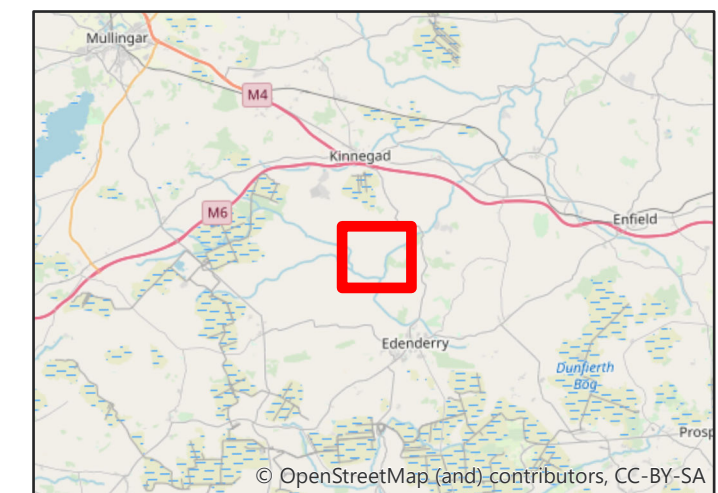 Mullingar
M4
Kinnegad
M6
Enfield
Edenderry
Dunfierth
Bog
Prosp
© OpenStreetMap (and) contributors, CC-BY-SA